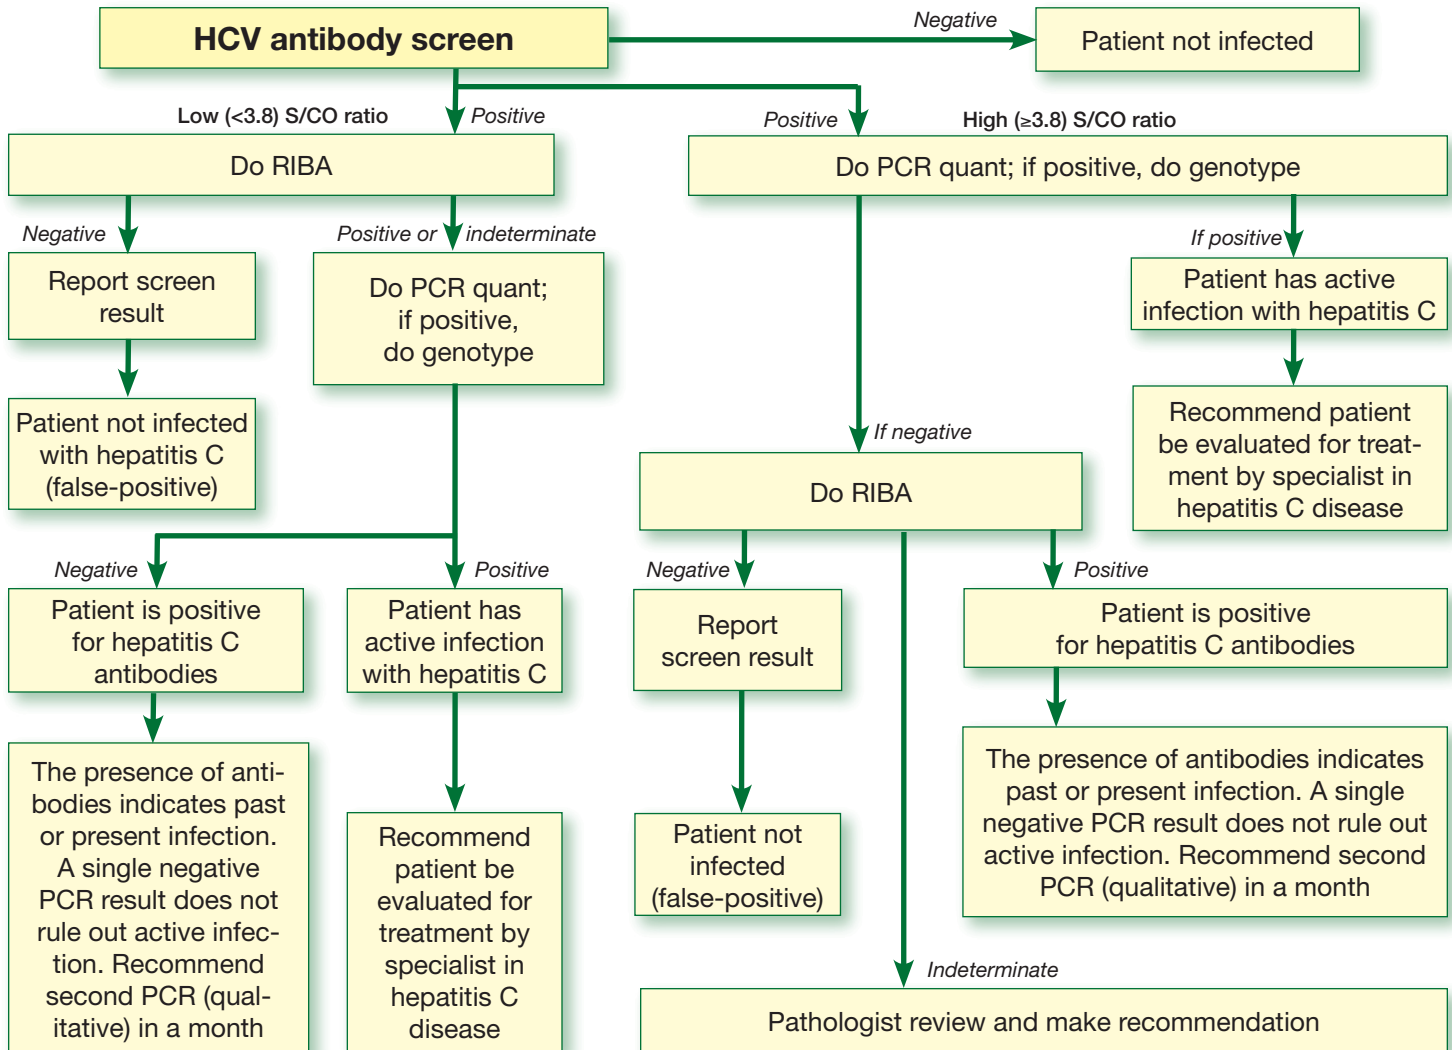 HCV antibody screen
Negative
Patient not infected
Low (<3.8) S/CO ratio
Positive
Positive
High (≥3.8) S/CO ratio
Do RIBA
Do PCR quant; if positive, do genotype
Negative
Positive or indeterminate
If positive
Report screen
result
Do PCR quant;
if positive,
do genotype
Patient has active
infection with hepatitis C
Patient not infected
with hepatitis C
(false-positive)
Recommend patient
be evaluated for treat-
ment by specialist in
hepatitis C disease
If negative
Do RIBA
Negative
Positive
Negative
Positive
Patient is positive
for hepatitis C
antibodies
Patient has
active infection
with hepatitis C
Report
screen result
Patient is positive
for hepatitis C antibodies
The presence of anti-
bodies indicates past
or present infection.
A single negative
PCR result does not
rule out active infec-
tion. Recommend
second PCR (qual-
itative) in a month
Recommend
patient be
evaluated for
treatment by
specialist in
hepatitis C
disease
Patient not
infected
(false-positive)
The presence of antibodies indicates
past or present infection. A single
negative PCR result does not rule out
active infection. Recommend second
PCR (qualitative) in a month
Indeterminate
Pathologist review and make recommendation